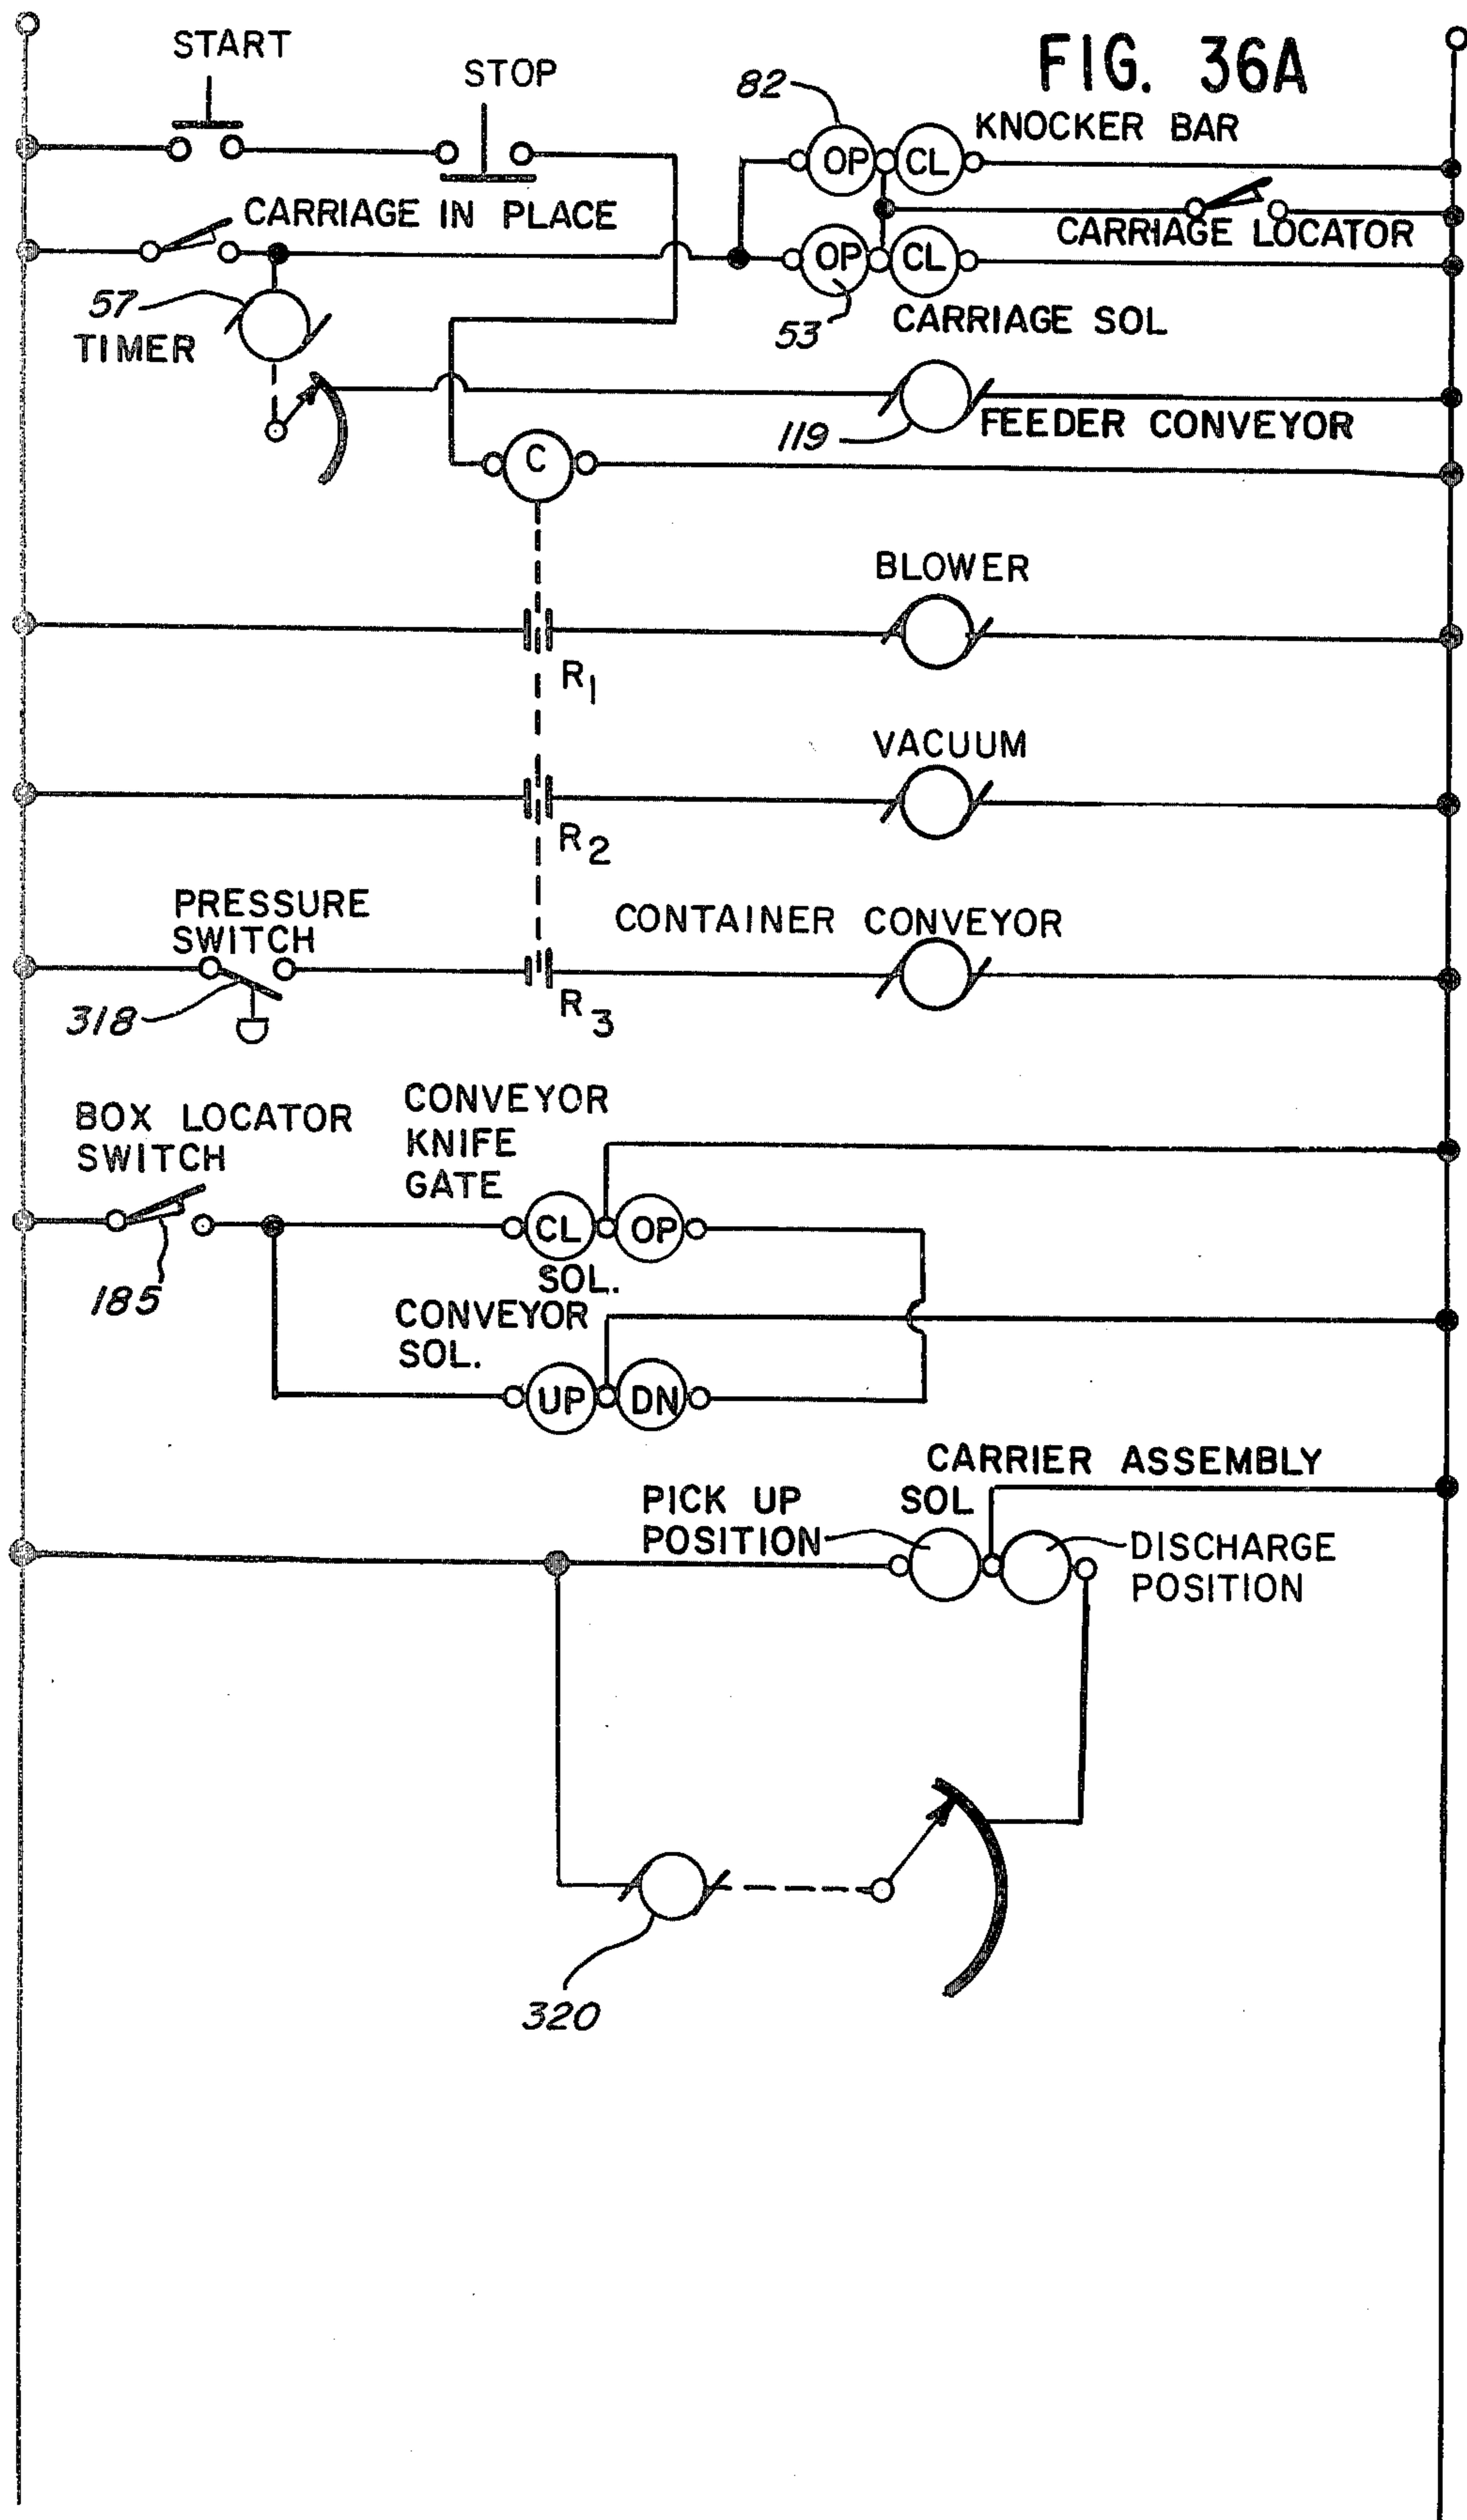 FIG. 36A
START
STOP
82
KNOCKER BAR
OP
CL
CARRIAGE IN PLACE
CARRIAGE LOCATOR
OP
CL
57
TIMER
53
CARRIAGE SOL
119
FEEDER CONVEYOR
C
BLOWER
R1
VACUUM
R2
PRESSURE
SWITCH
CONTAINER CONVEYOR
318
R3
BOX LOCATOR
SWITCH
CONVEYOR
KNIFE
GATE
CL
OP
SOL.
185
CONVEYOR
SOL.
UP
DN
CARRIER ASSEMBLY
SOL
PICK UP
POSITION
DISCHARGE
POSITION
320